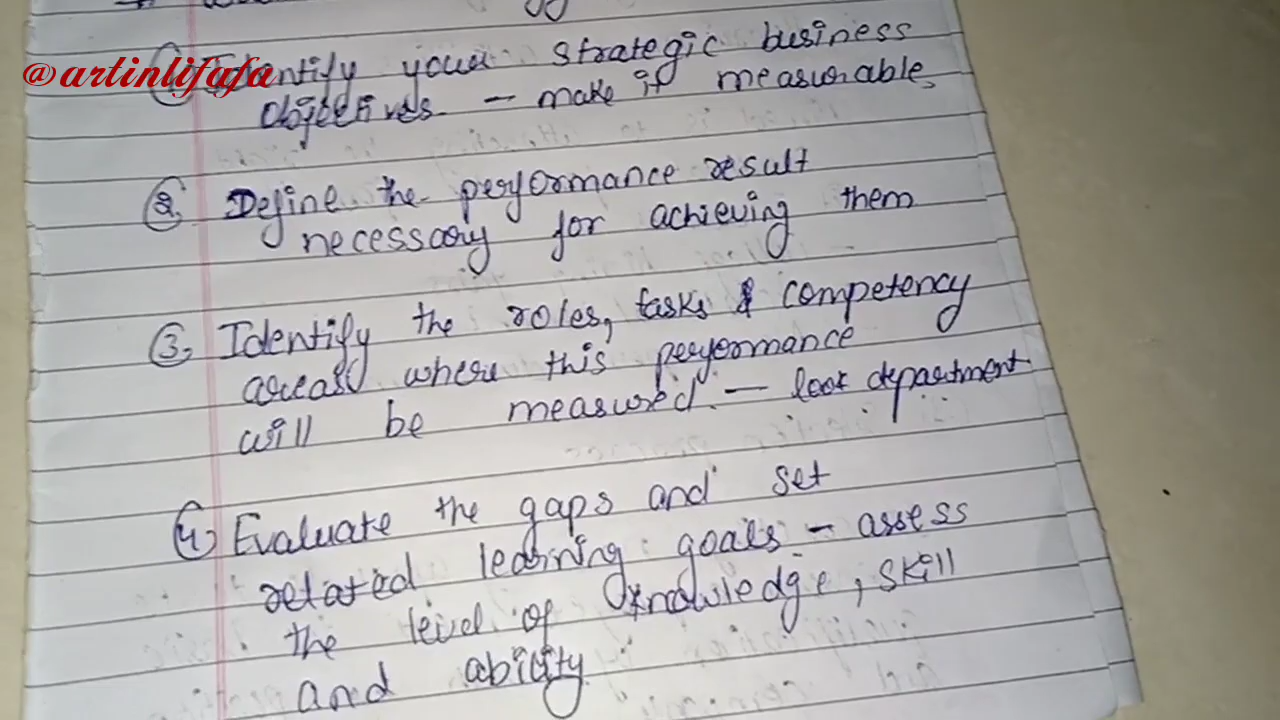 @artinlifafa
① Identify your strategic business
objectives - make it measurable.
② Define the performance result
necessary for achieving them
③ Identify the roles, tasks & competency
areas where this performance
will be measured. - look department
④ Evaluate the gaps and set
related learning goals - assess
the level of knowledge, skill
and ability